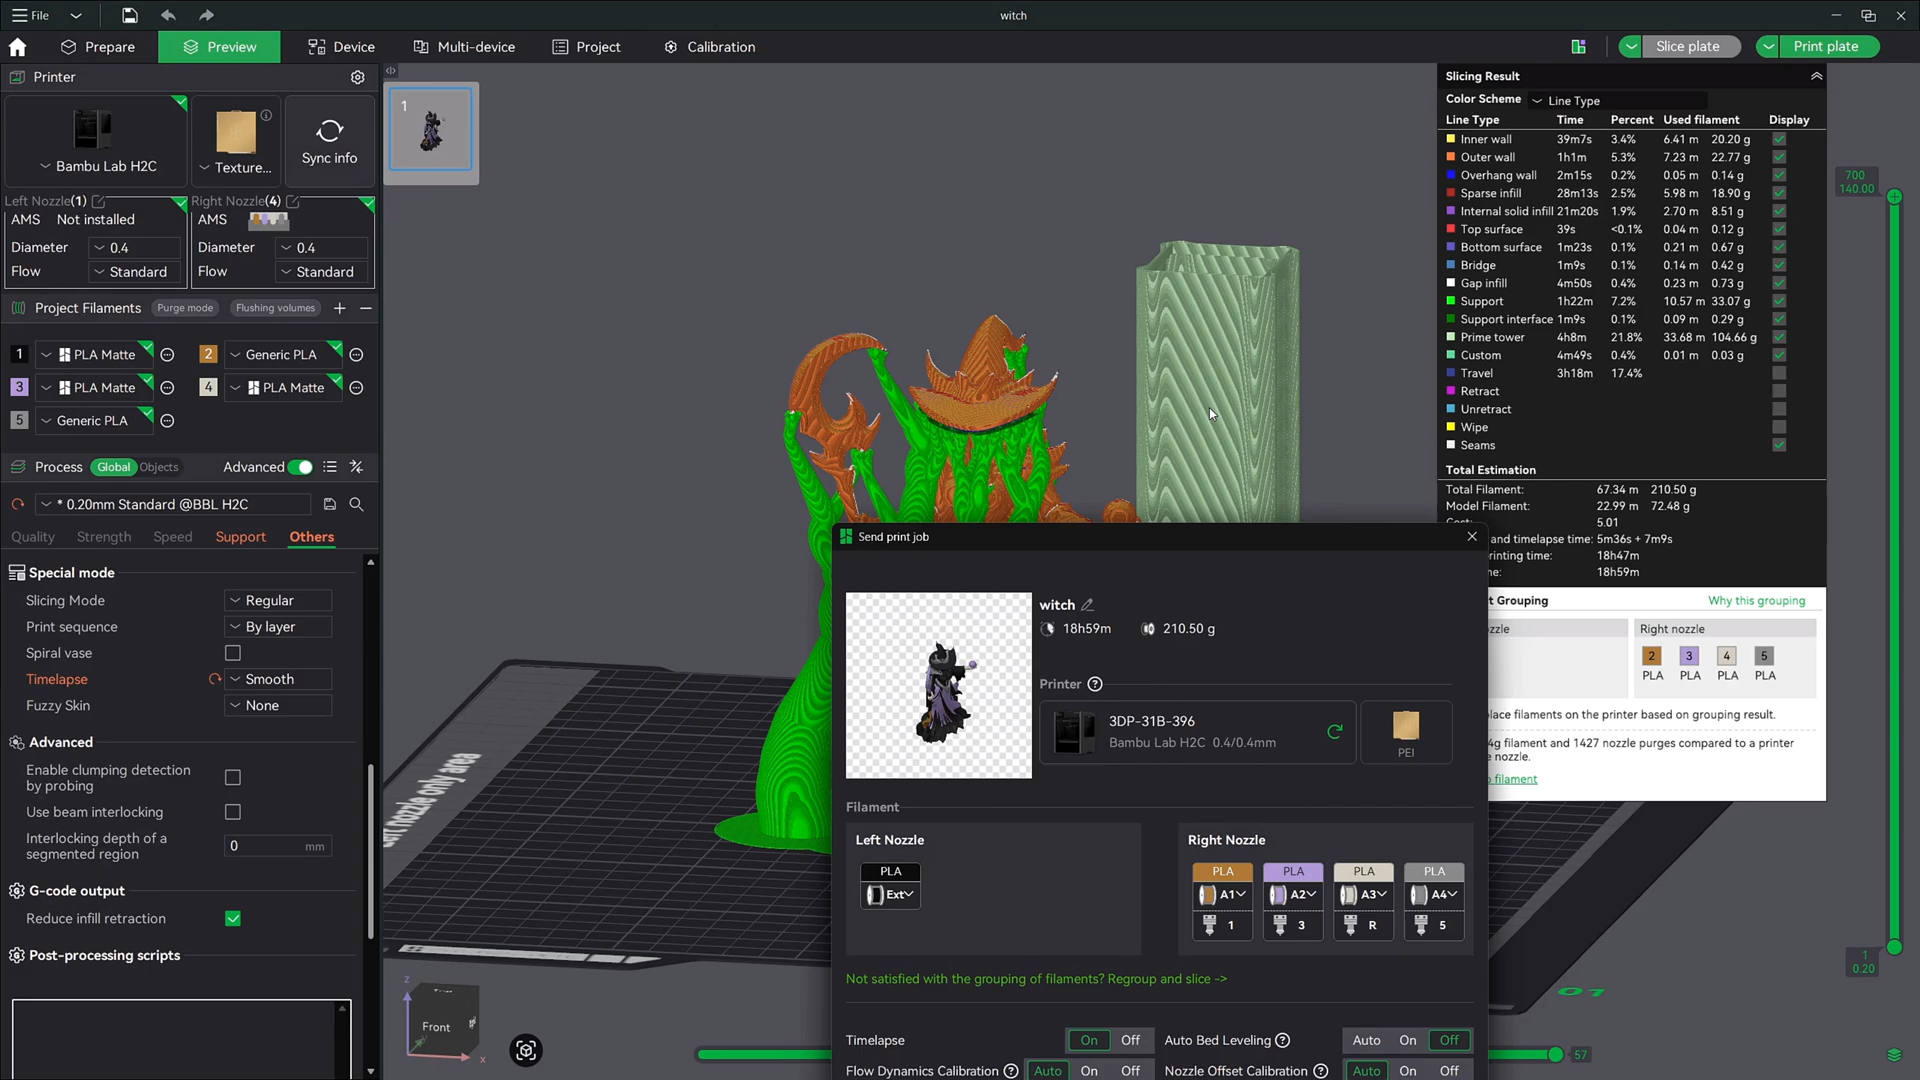 File
witch
Prepare
Preview
Device
Multi-device
Project
Calibration
Slice plate
Print plate
Printer
Bambu Lab H2C
Texture...
Sync info
Left Nozzle(1)
Right Nozzle(4)
AMS Not installed
AMS
Diameter 0.4
Diameter 0.4
Flow Standard
Flow Standard
Project Filaments Purge mode Flushing volumes
1 PLA Matte
2 Generic PLA
3 PLA Matte
4 PLA Matte
5 Generic PLA
Process Global Objects Advanced
* 0.20mm Standard @BBL H2C
Quality Strength Speed Support Others
Special mode
Slicing Mode Regular
Print sequence By layer
Spiral vase
Timelapse Smooth
Fuzzy Skin None
Advanced
Enable clumping detection
by probing
Use beam interlocking
Interlocking depth of a
segmented region
0 mm
G-code output
Reduce infill retraction
Post-processing scripts
1
nozzle only area
Front
z
x
Slicing Result
Color Scheme Line Type
Line Type Time Percent Used filament Display
Inner wall 39m7s 3.4% 6.41 m 20.20 g
Outer wall 1h1m 5.3% 7.23 m 22.77 g
Overhang wall 2m15s 0.2% 0.05 m 0.14 g
Sparse infill 28m13s 2.5% 5.98 m 18.90 g
Internal solid infill 21m20s 1.9% 2.70 m 8.51 g
Top surface 39s <0.1% 0.04 m 0.12 g
Bottom surface 1m23s 0.1% 0.21 m 0.67 g
Bridge 1m9s 0.1% 0.14 m 0.42 g
Gap infill 4m50s 0.4% 0.23 m 0.73 g
Support 1h22m 7.2% 10.57 m 33.07 g
Support interface 1m9s 0.1% 0.09 m 0.29 g
Prime tower 4h8m 21.8% 33.68 m 104.66 g
Custom 4m49s 0.4% 0.01 m 0.03 g
Travel 3h18m 17.4%
Retract
Unretract
Wipe
Seams
Total Estimation
Total Filament: 67.34 m 210.50 g
Model Filament: 22.99 m 72.48 g
Cost: 5.01
and timelapse time: 5m36s + 7m9s
rinting time: 18h47m
me: 18h59m
t Grouping Why this grouping
zzle
Right nozzle
2 3 4 5
PLA PLA PLA PLA
lace filaments on the printer based on grouping result.
4g filament and 1427 nozzle purges compared to a printer
e nozzle.
o filament
700
140.00
1
0.20
57
07
Send print job
witch
18h59m 210.50 g
Printer
3DP-31B-396
Bambu Lab H2C 0.4/0.4mm
PEI
Filament
Left Nozzle
PLA
Ext
Right Nozzle
PLA PLA PLA PLA
A1 A2 A3 A4
1 3 R 5
Not satisfied with the grouping of filaments? Regroup and slice ->
Timelapse On Off
Auto Bed Leveling Auto On Off
Flow Dynamics Calibration Auto On Off
Nozzle Offset Calibration Auto On Off